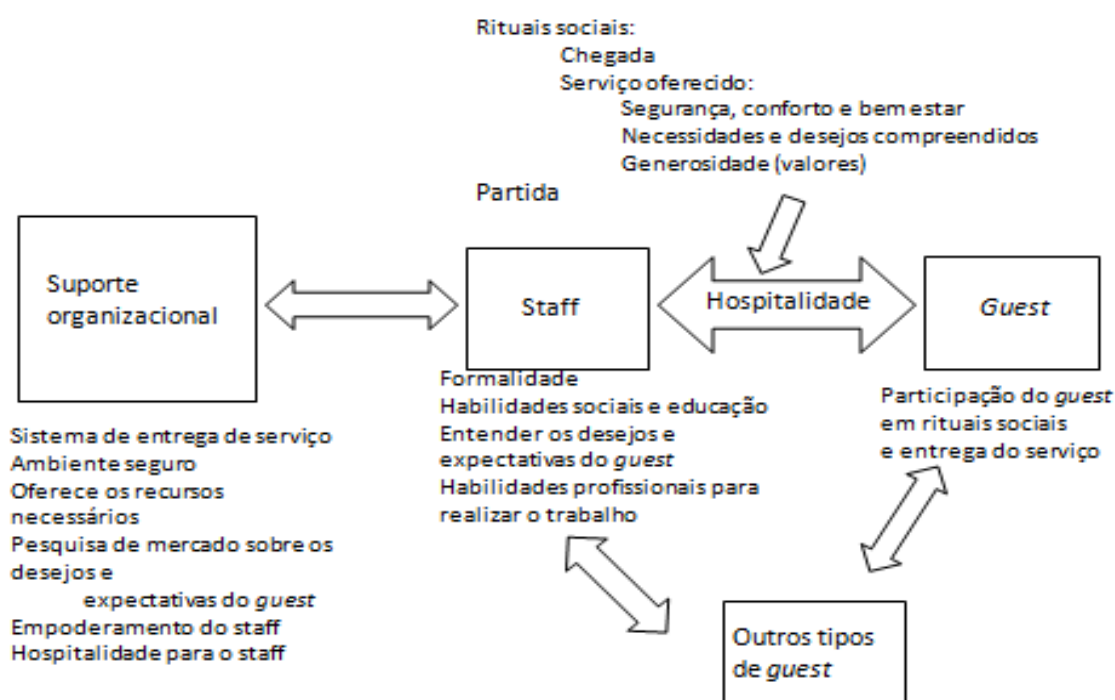 Rituais sociais:
Chegada
Serviço oferecido:
Segurança, conforto e bem estar
Necessidades e desejos compreendidos
Generosidade (valores)
Partida
Suporte
organizacional
Staff
Hospitalidade
Guest
Sistema de entrega de serviço
Ambiente seguro
Oferece os recursos
necessários
Pesquisa de mercado sobre os
desejos e
expectativas do guest
Empoderamento do staff
Hospitalidade para o staff
Formalidade
Habilidades sociais e educação
Entender os desejos e
expectativas do guest
Habilidades profissionais para
realizar o trabalho
Participação do guest
em rituais sociais
e entrega do serviço
Outros tipos
de guest